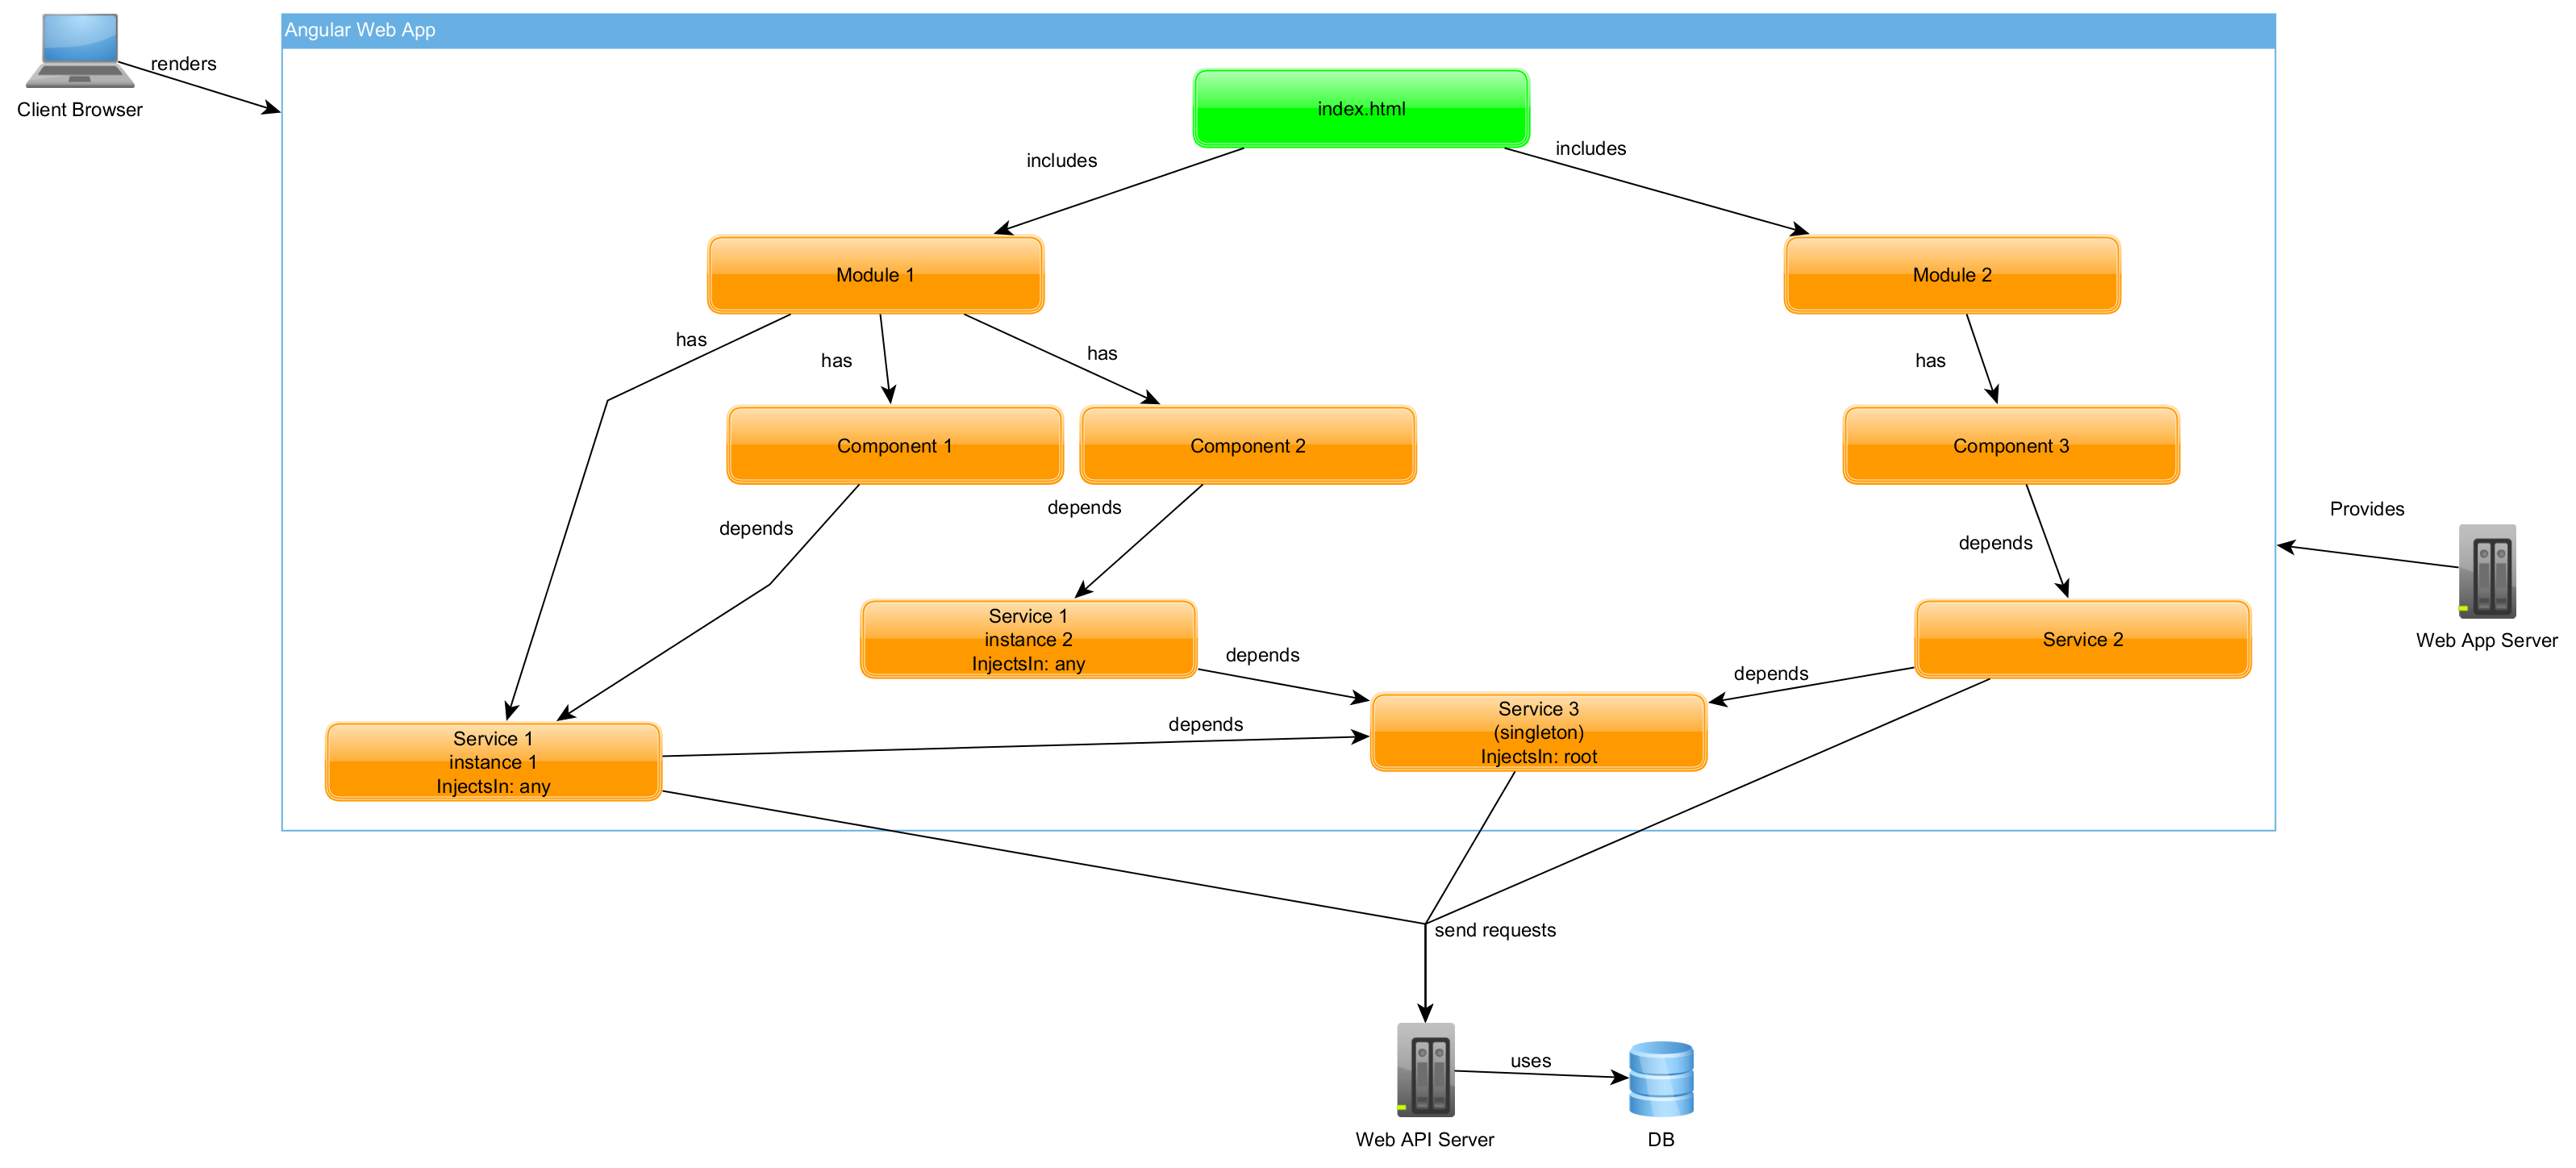 Angular Web App
renders
Client Browser
index.html
includes
includes
Module 1
Module 2
has
has
has
has
Component 1
Component 2
Component 3
depends
depends
depends
Provides
Service 1
instance 2
InjectsIn: any
Service 2
Web App Server
depends
depends
depends
Service 3
(singleton)
InjectsIn: root
Service 1
instance 1
InjectsIn: any
send requests
uses
Web API Server
DB